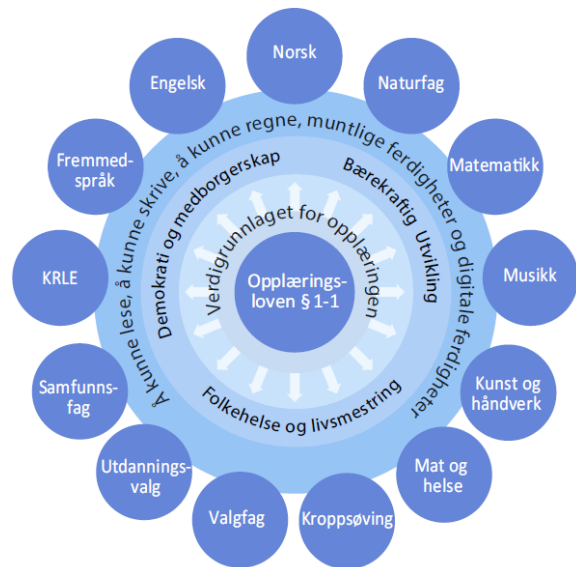 Norsk
Naturfag
Matematikk
Musikk
Kunst og
håndverk
Mat og
helse
Kroppsøving
Valgfag
Utdannings-
valg
Samfunns-
fag
KRLE
Fremmed-
språk
Engelsk
Å kunne lese, å kunne skrive, å kunne regne, muntlige ferdigheter og digitale ferdigheter
Demokrati og medborgerskap
Bærekraftig Utvikling
Folkehelse og livsmestring
Verdigrunnlaget for opplæringen
Opplærings-
loven § 1-1